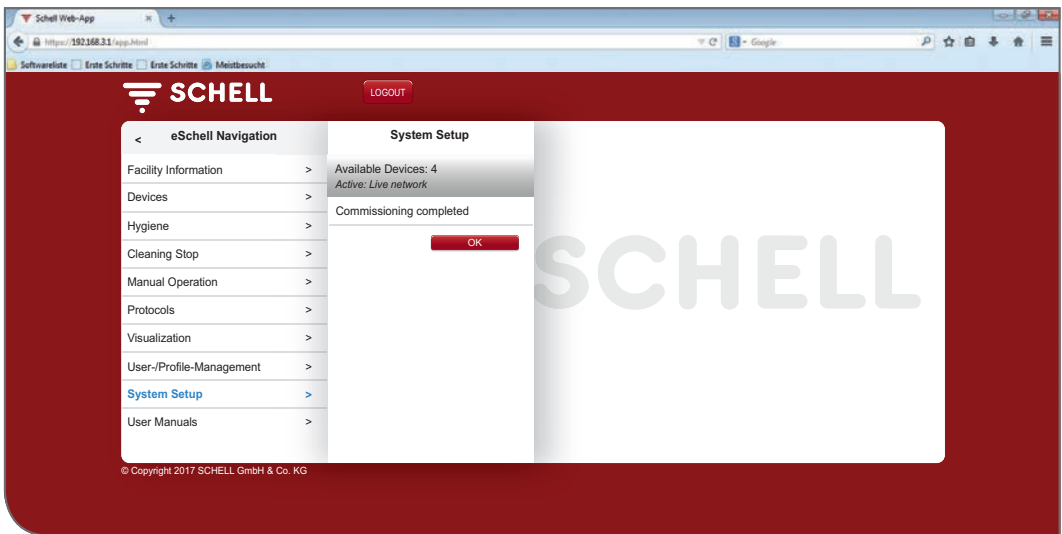 Schell Web-App
https://192.168.3.1/app.html
Google
Softwareliste Erste Schritte Erste Schritte Meistbesucht
SCHELL
LOGOUT
< eSchell Navigation
Facility Information >
Devices >
Hygiene >
Cleaning Stop >
Manual Operation >
Protocols >
Visualization >
User-/Profile-Management >
System Setup >
User Manuals >
System Setup
Available Devices: 4
Active: Live network
Commissioning completed
OK
SCHELL
© Copyright 2017 SCHELL GmbH & Co. KG